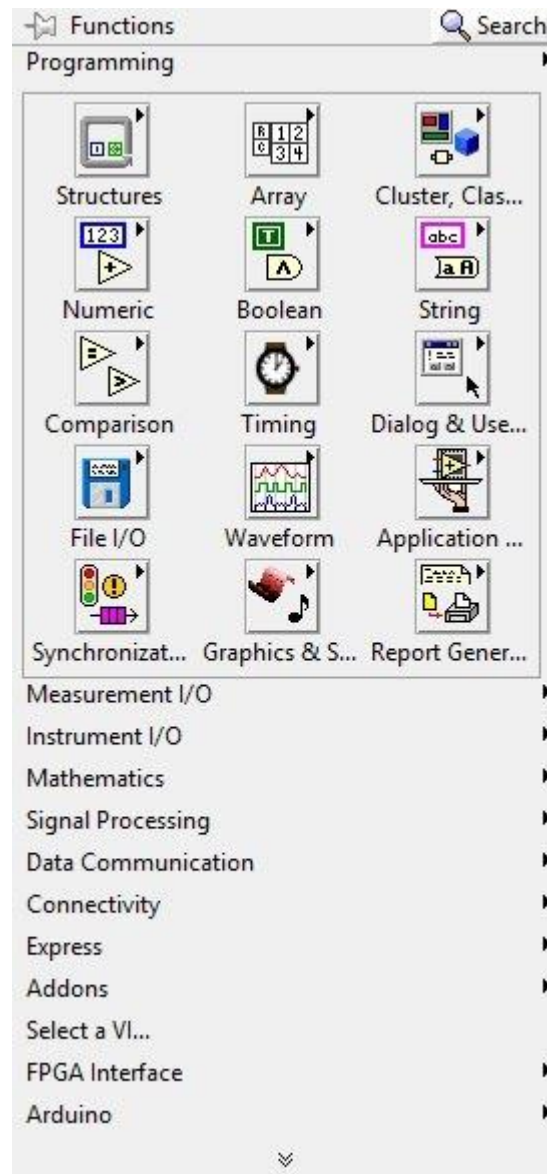 Functions Search
Programming
Structures Array Cluster, Clas...
Numeric Boolean String
Comparison Timing Dialog & Use...
File I/O Waveform Application ...
Synchronizat... Graphics & S... Report Gener...
Measurement I/O
Instrument I/O
Mathematics
Signal Processing
Data Communication
Connectivity
Express
Addons
Select a VI...
FPGA Interface
Arduino